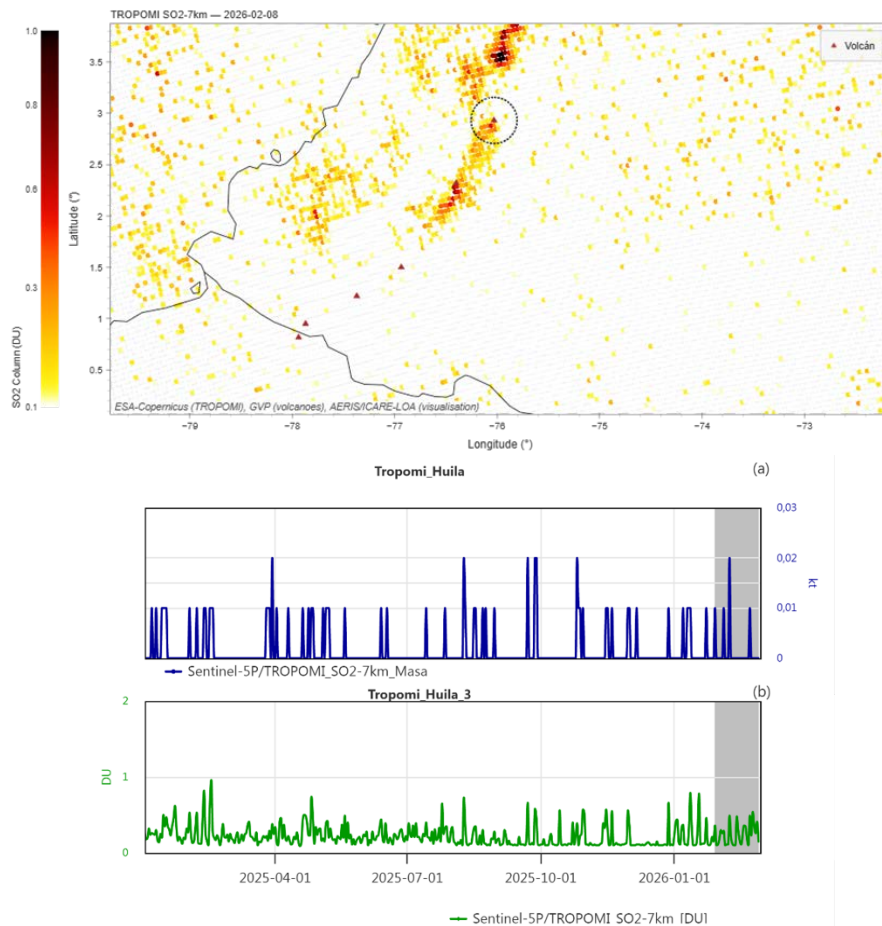 TROPOMI SO2-7km — 2026-02-08
Volcán
1.0
0.8
0.6
0.3
0.1
SO2 Column (DU)
Latitude (°)
3.5
3
2.5
2
1.5
1
0.5
ESA-Copernicus (TROPOMI), GVP (volcanoes), AERIS/ICARE-LOA (visualisation)
−79 −78 −77 −76 −75 −74 −73
Longitude (°)
Tropomi_Huila (a)
0,03
0,02
0,01
0
kt
Sentinel-5P/TROPOMI_SO2-7km_Masa
Tropomi_Huila_3 (b)
2
1
0
DU
2025-04-01 2025-07-01 2025-10-01 2026-01-01
Sentinel-5P/TROPOMI_SO2-7km [DU]